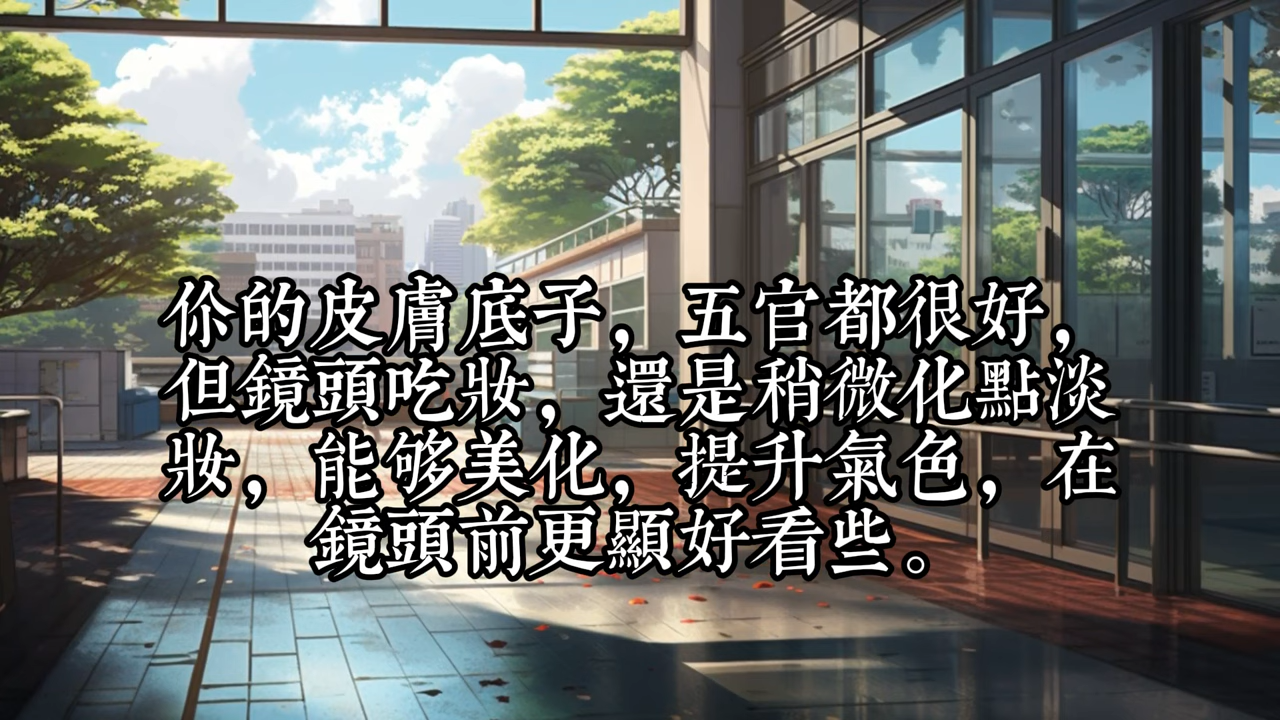 你的皮膚底子，五官都很好，
但鏡頭吃妝，還是稍微化點淡
妝，能够美化，提升氣色，在
鏡頭前更顯好看些。